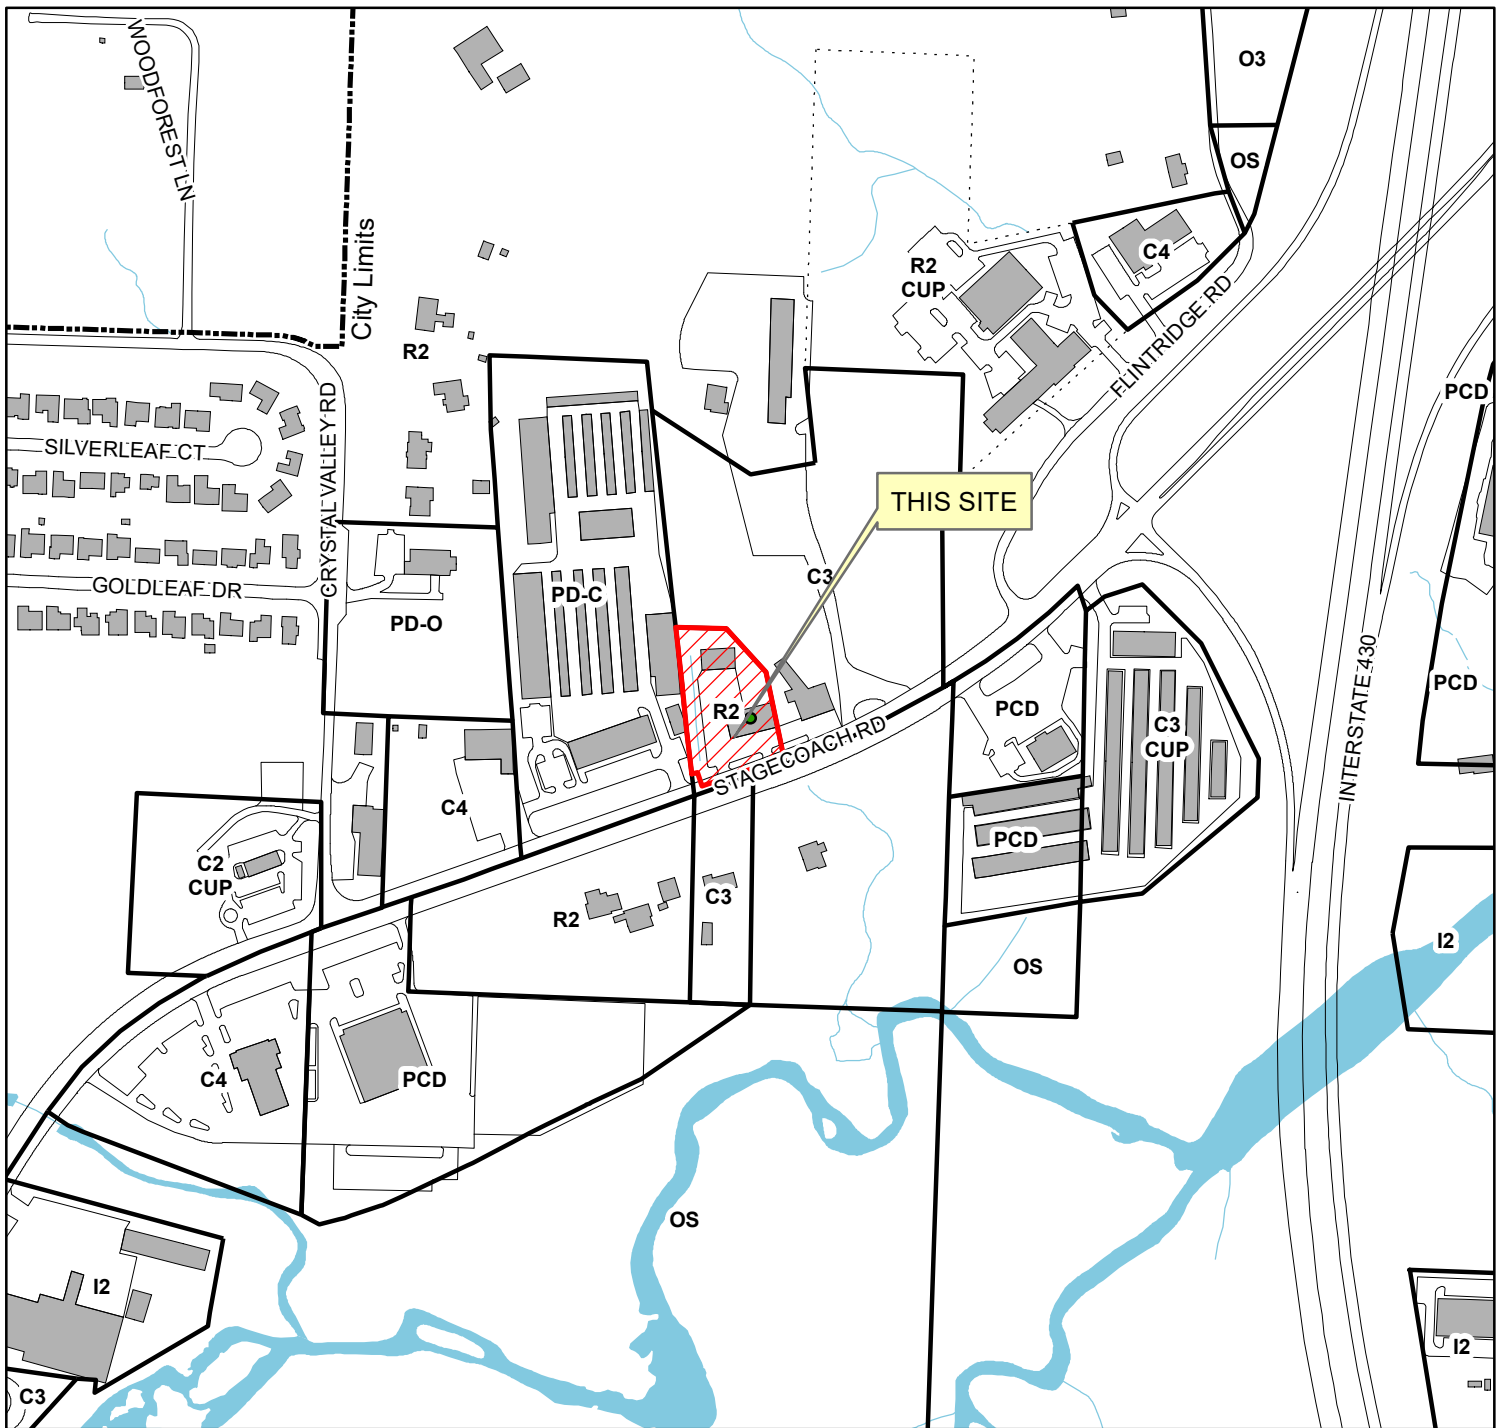 O3
WOODFOREST LN
OS
C4
City Limits
R2
CUP
FLINTRIDGE RD
R2
PCD
CRYSTAL VALLEY RD
SILVERLEAF CT
THIS SITE
C3
GOLDLEAF DR
PD-C
PD-O
INTERSTATE 430
PCD
R2
PCD
C3
CUP
STAGECOACH RD
C4
PCD
C2
CUP
C3
R2
I2
OS
C4
PCD
OS
I2
I2
C3